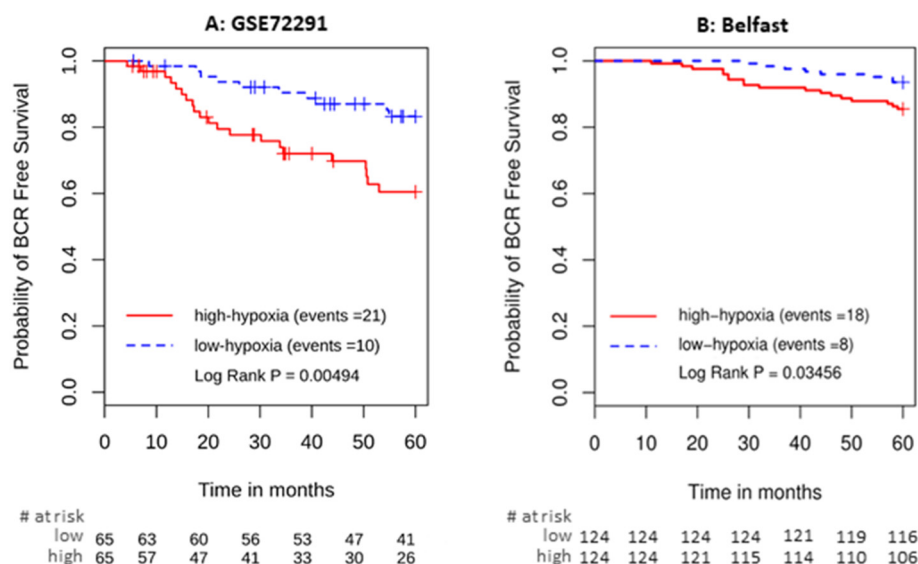 A: GSE72291
Probability of BCR Free Survival
1.0
0.8
0.6
0.4
0.2
0.0
high-hypoxia (events =21)
low-hypoxia (events =10)
Log Rank P = 0.00494
0 10 20 30 40 50 60
Time in months
# at risk
low 65 63 60 56 53 47 41
high 65 57 47 41 33 30 26
B: Belfast
Probability of BCR Free Survival
1.0
0.8
0.6
0.4
0.2
0.0
high−hypoxia (events =18)
low−hypoxia (events =8)
Log Rank P = 0.03456
0 10 20 30 40 50 60
Time in months
# at risk
low 124 124 124 124 121 119 116
high 124 124 121 115 114 110 106